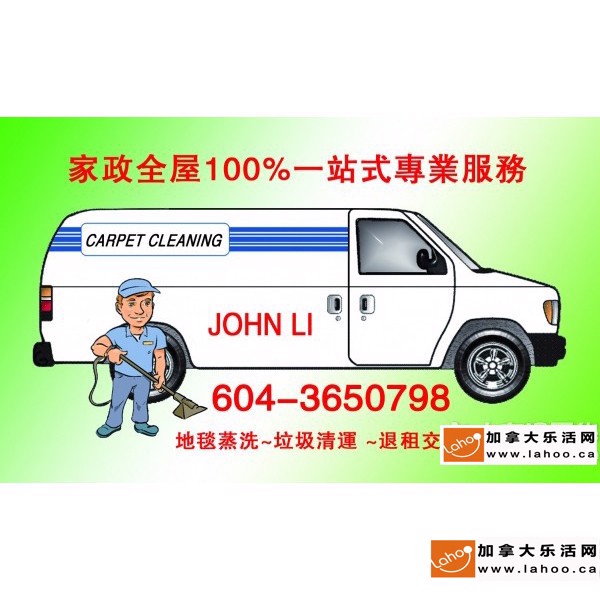 家政全屋100%一站式專業服務
CARPET CLEANING
JOHN LI
604-3650798
地毯蒸洗~垃圾清運 ~退租交
Lahoo
加拿大乐活网
www.lahoo.ca
Lahoo
加拿大乐活网
www.lahoo.ca